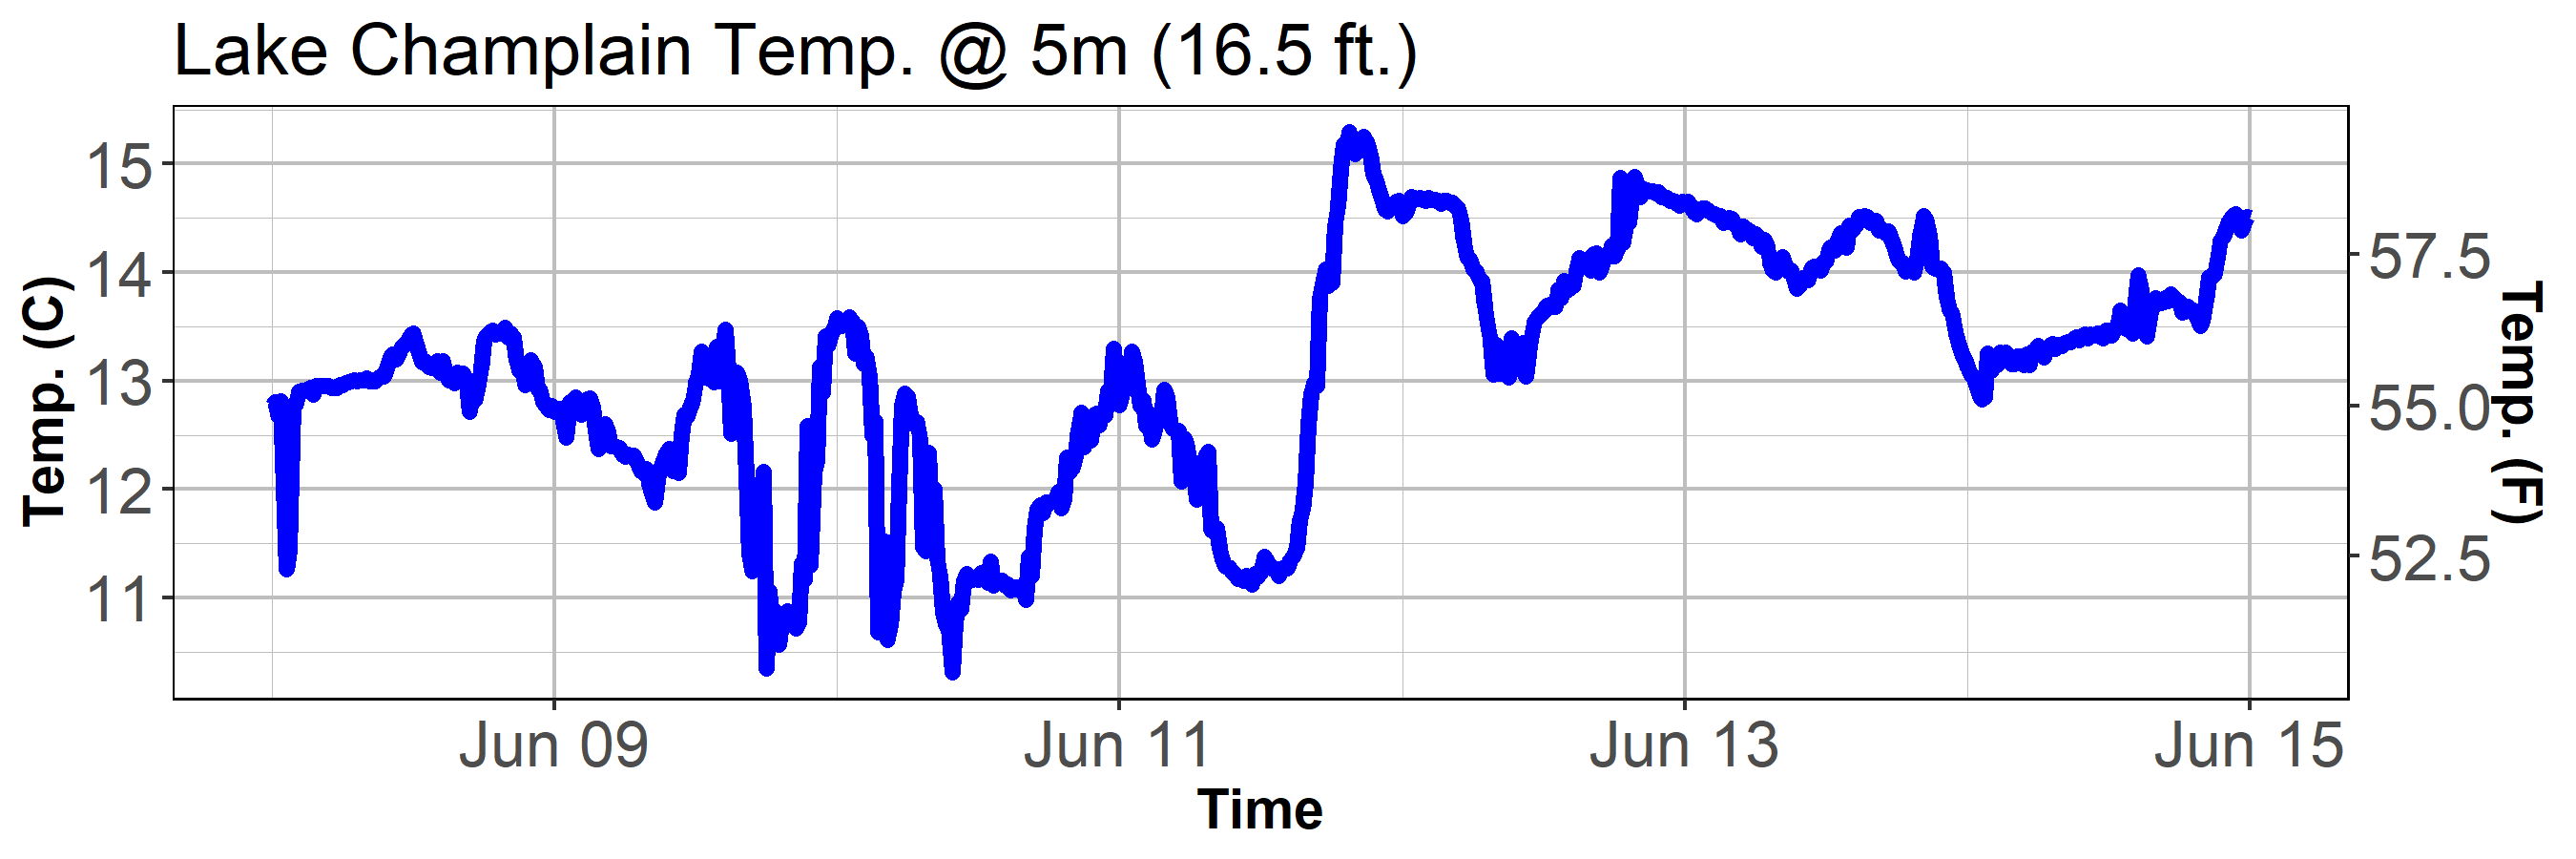 Lake Champlain Temp. @ 5m (16.5 ft.)
Temp. (C)
15
14
13
12
11
57.5
55.0
52.5
Temp. (F)
Jun 09 Jun 11 Jun 13 Jun 15
Time